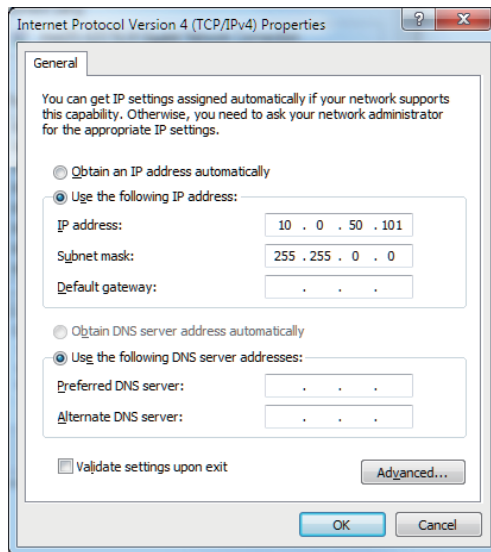 Internet Protocol Version 4 (TCP/IPv4) Properties
General
You can get IP settings assigned automatically if your network supports
this capability. Otherwise, you need to ask your network administrator
for the appropriate IP settings.
Obtain an IP address automatically
Use the following IP address:
IP address: 10 . 0 . 50 . 101
Subnet mask: 255 . 255 . 0 . 0
Default gateway: . . .
Obtain DNS server address automatically
Use the following DNS server addresses:
Preferred DNS server: . . .
Alternate DNS server: . . .
Validate settings upon exit
Advanced...
OK Cancel